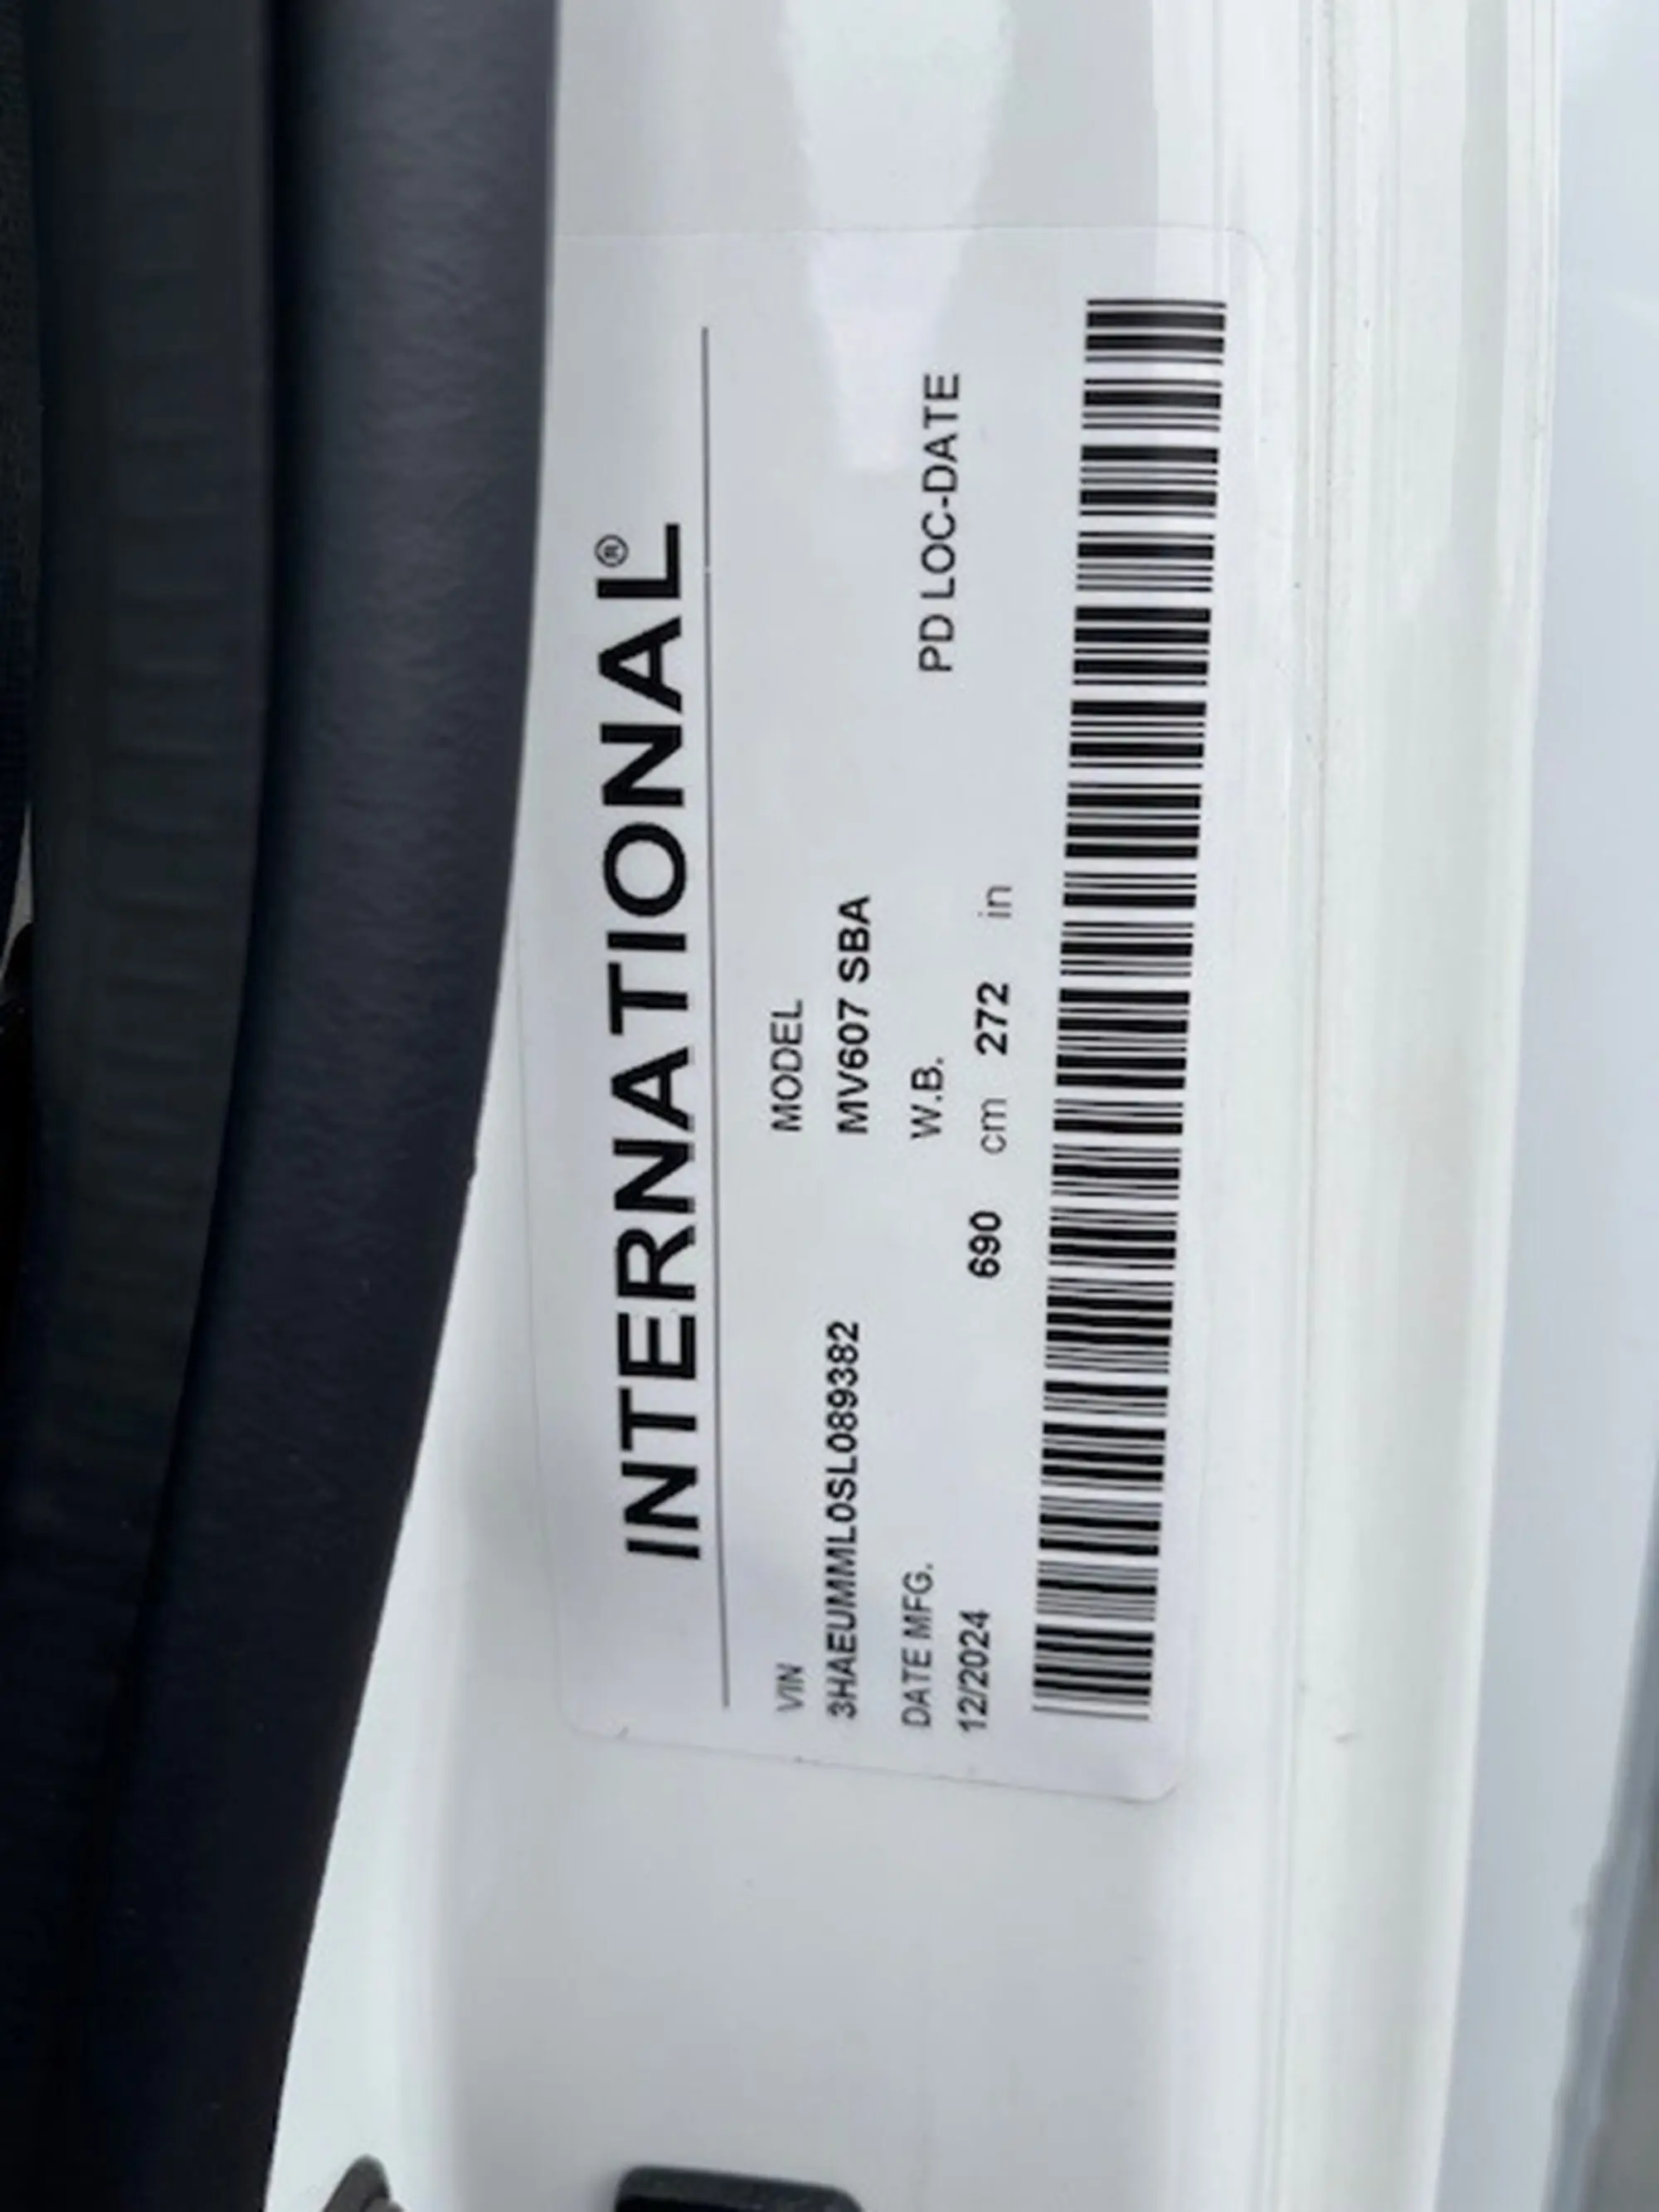 INTERNATIONAL®
VIN MODEL
3HAEUMML0SL089382 MV607 SBA
DATE MFG. W.B. PD LOC-DATE
12/2024 690 cm 272 in